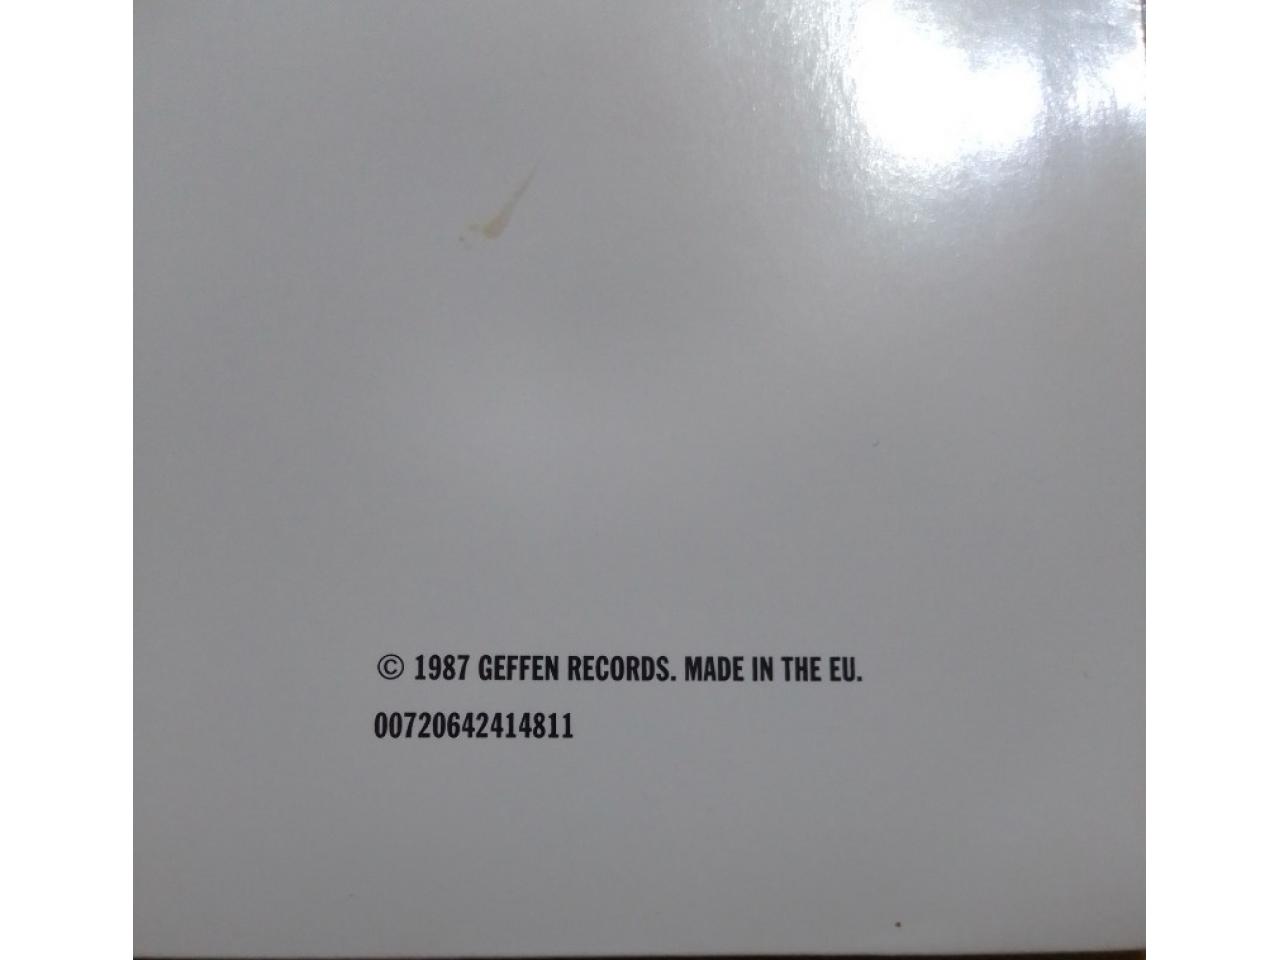 © 1987 GEFFEN RECORDS. MADE IN THE EU.
00720642414811